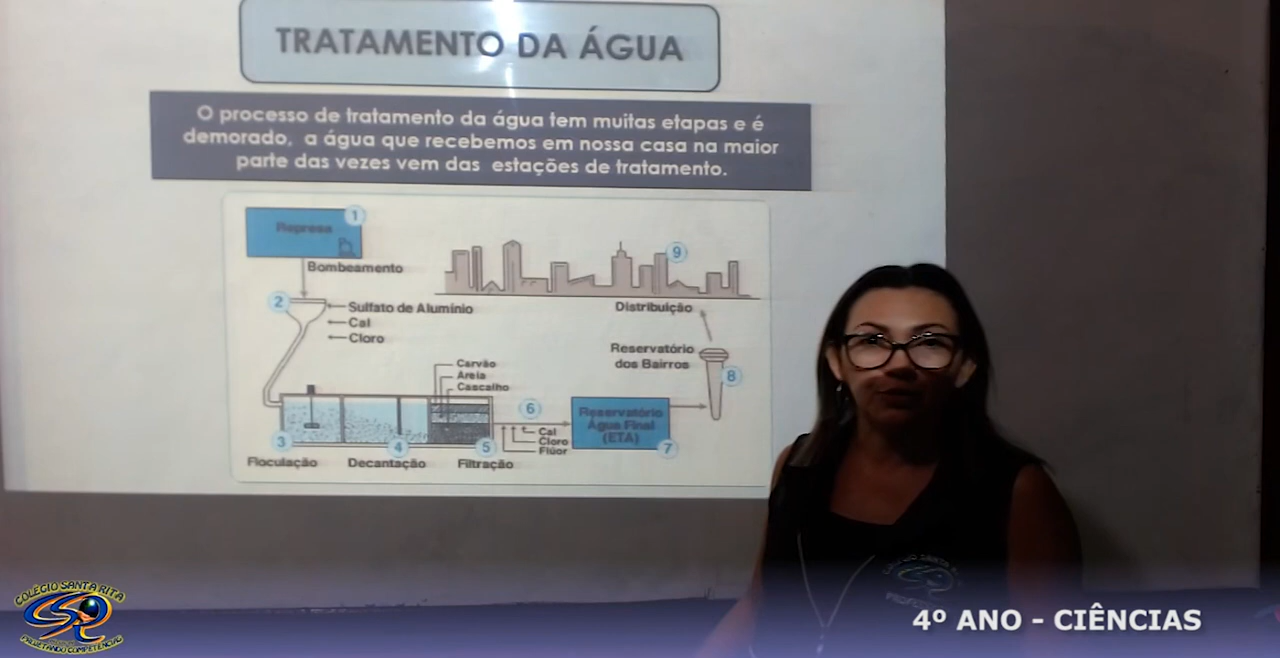 TRATAMENTO DA ÁGUA
O processo de tratamento da água tem muitas etapas e é
demorado, a água que recebemos em nossa casa na maior
parte das vezes vem das estações de tratamento.
1
Represa
Bombeamento
2
Sulfato de Alumínio
Cal
Cloro
9
Distribuição
Reservatório
dos Bairros
8
Carvão
Areia
Cascalho
6
Cal
Cloro
Flúor
Reservatório
Água Final
(ETA)
7
3
4
5
Floculação
Decantação
Filtração
COLÉGIO SANTA RITA
PROJETANDO COMPETÊNCIAS
4º ANO - CIÊNCIAS